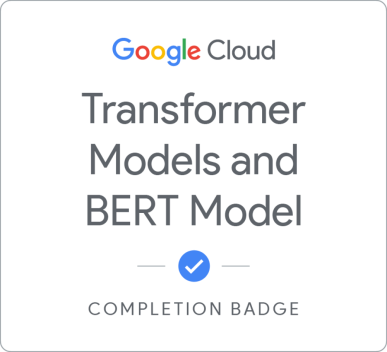 Google Cloud
Transformer
Models and
BERT Model
COMPLETION BADGE